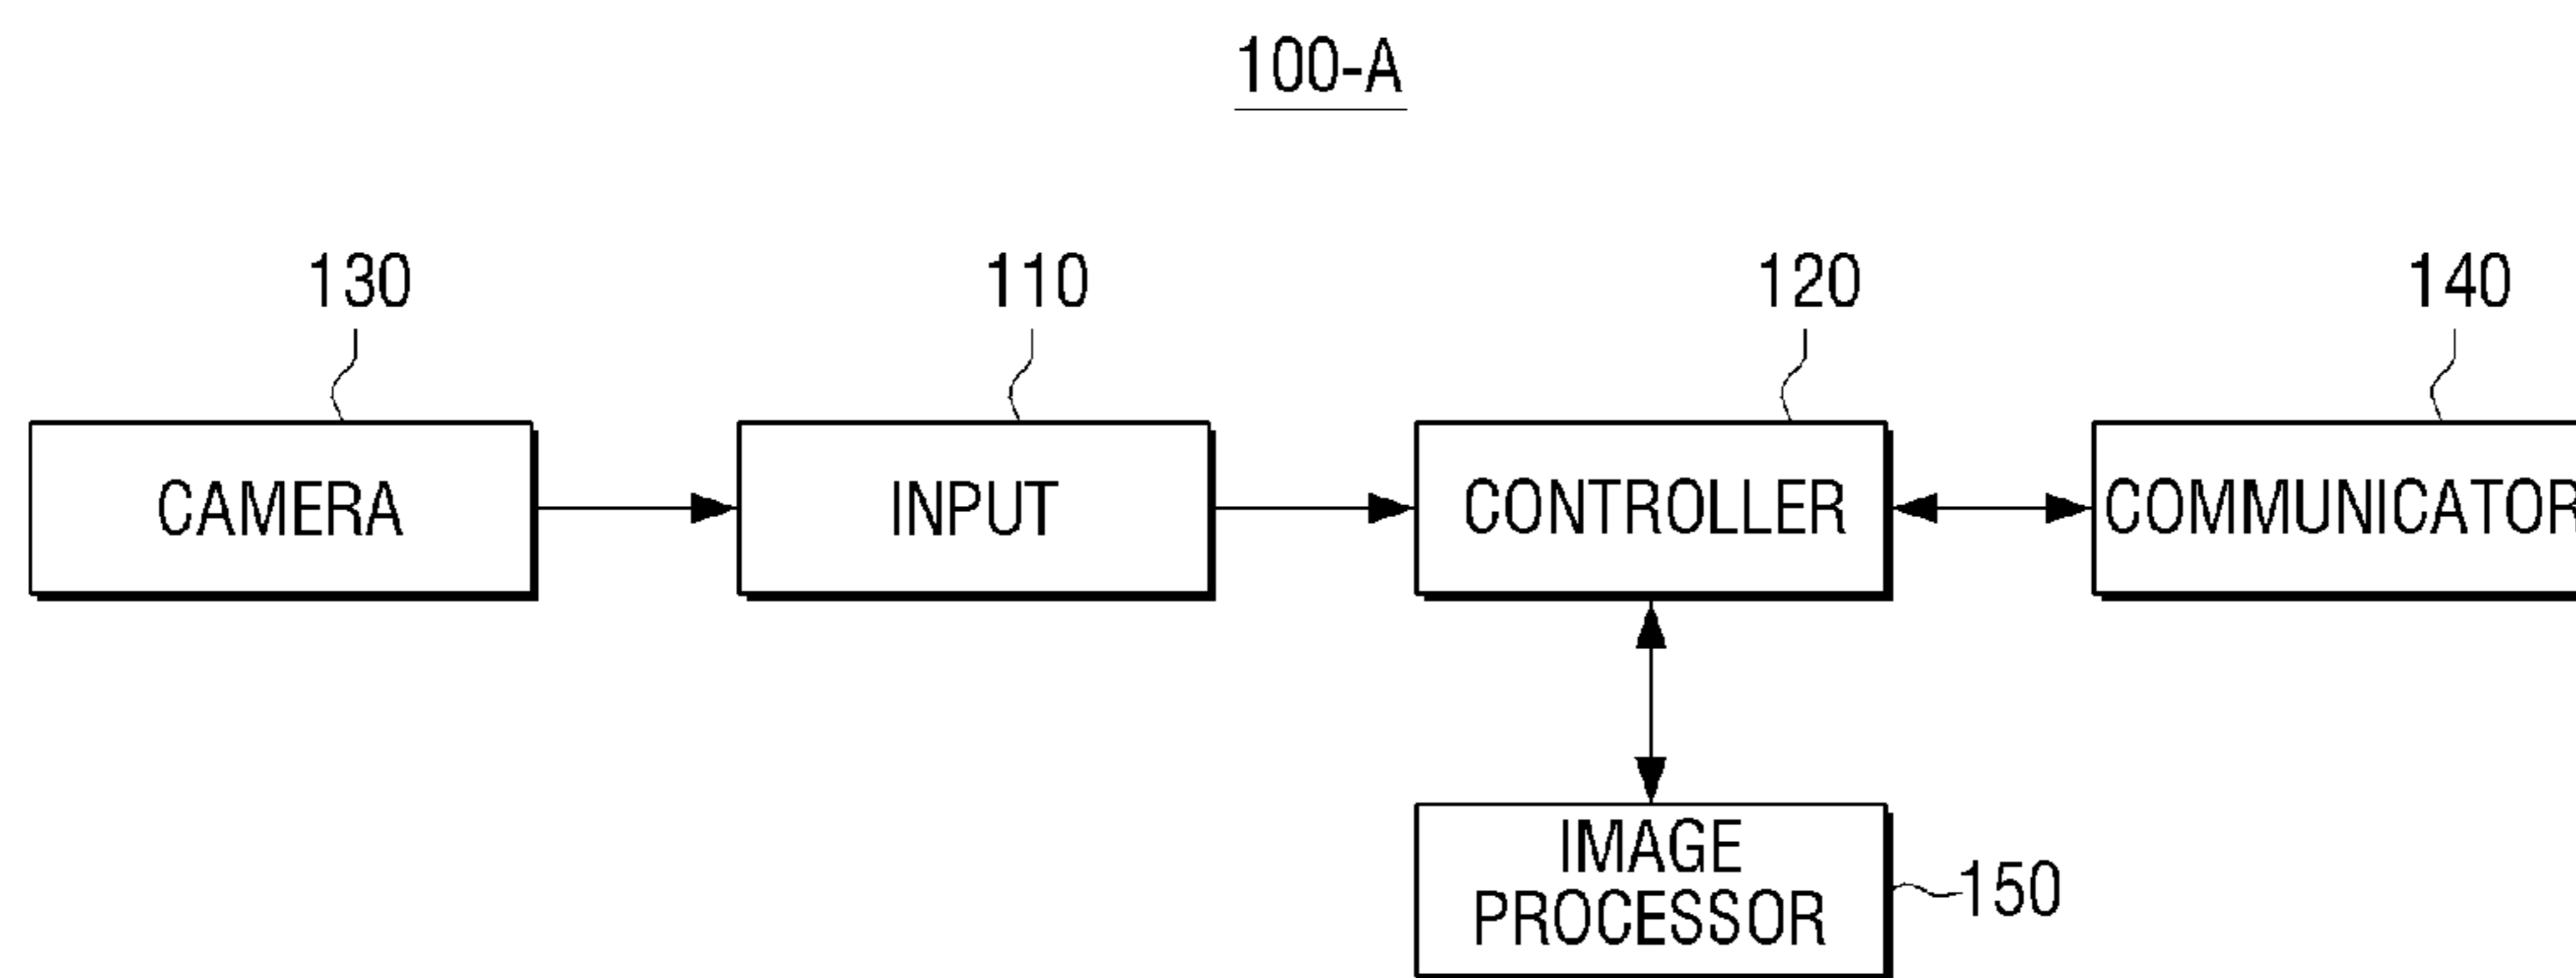 100-A
130
110
120
140
CAMERA
INPUT
CONTROLLER
COMMUNICATOR
IMAGE
PROCESSOR
150